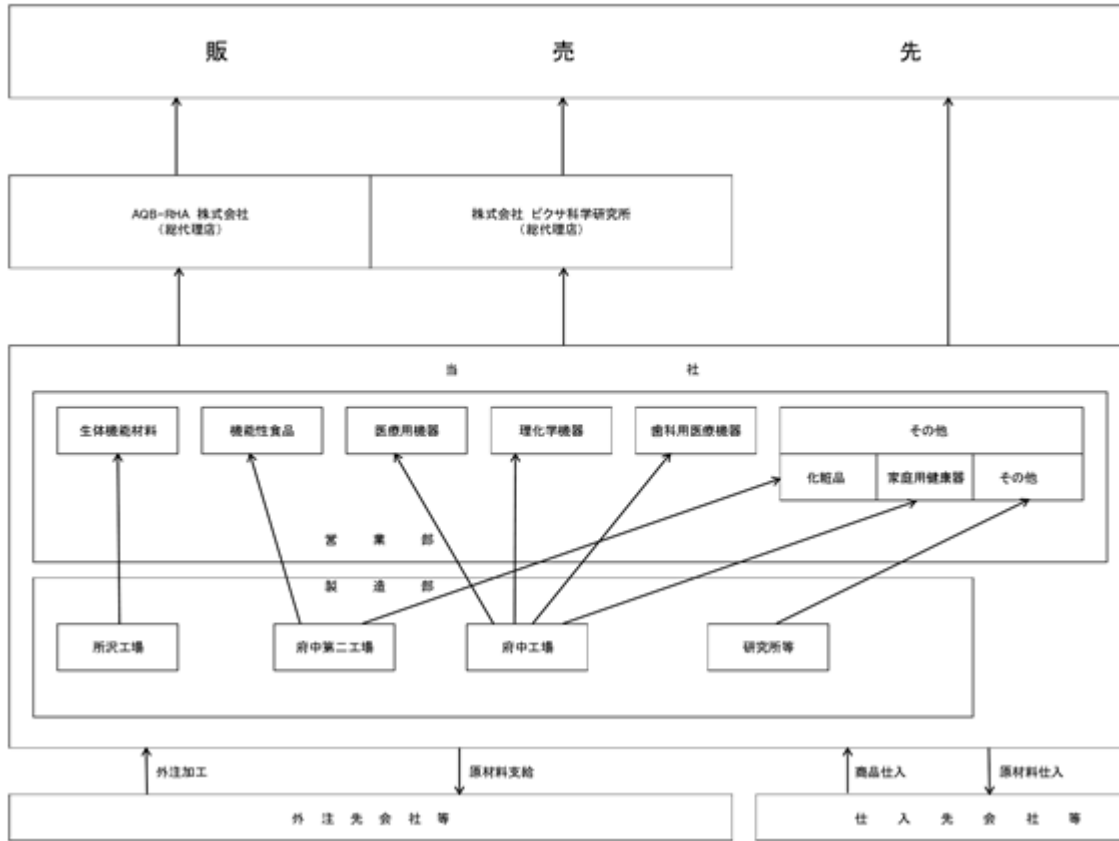 販 売 先
AQB-RHA 株式会社
(総代理店)
株式会社 ビクサ科学研究所
(総代理店)
当 社
生体機能材料
機能性食品
医療用機器
理化学機器
歯科用医療機器
その他
化粧品
家庭用健康器
その他
営 業 部
製 造 部
所沢工場
府中第二工場
府中工場
研究所等
外注加工
原材料支給
商品仕入
原材料仕入
外 注 先 会 社 等
仕 入 先 会 社 等